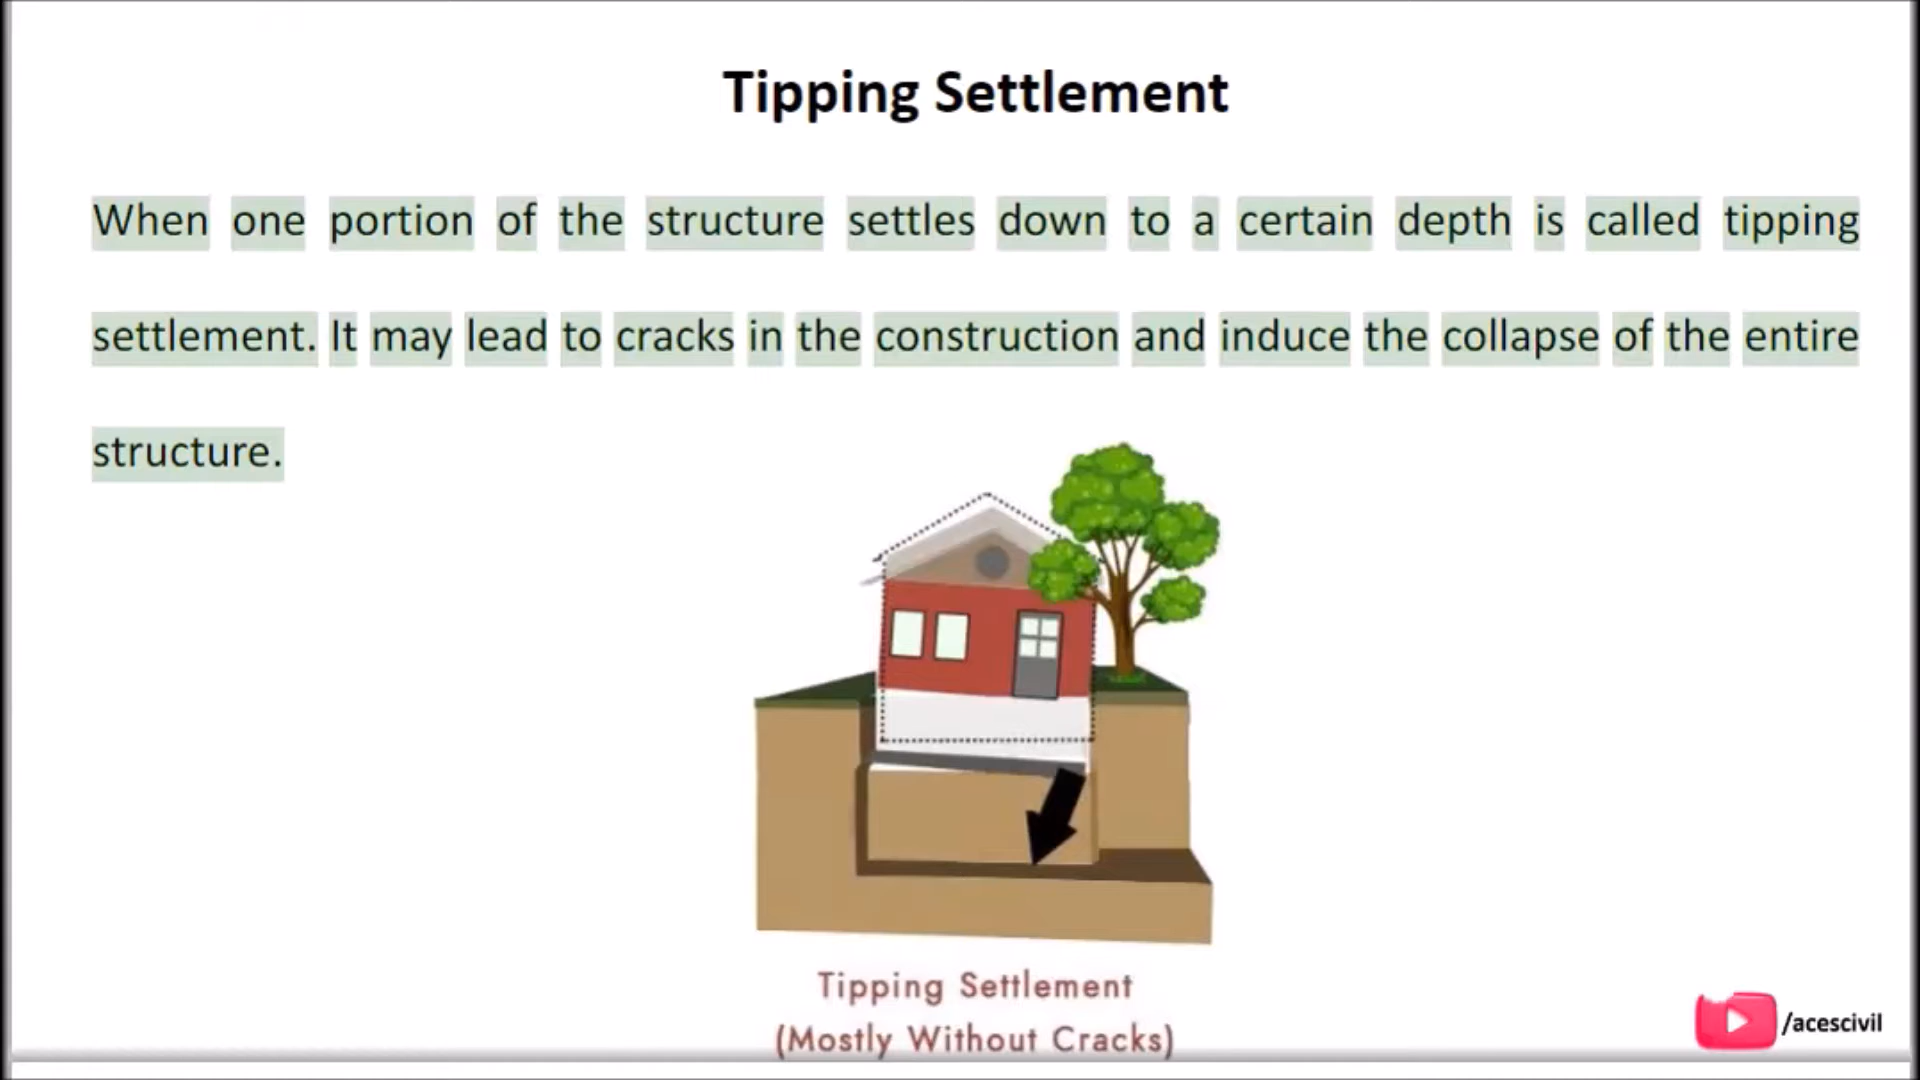 Tipping Settlement
When one portion of the structure settles down to a certain depth is called tipping
settlement. It may lead to cracks in the construction and induce the collapse of the entire
structure.
Tipping Settlement
(Mostly Without Cracks)
/acescivil